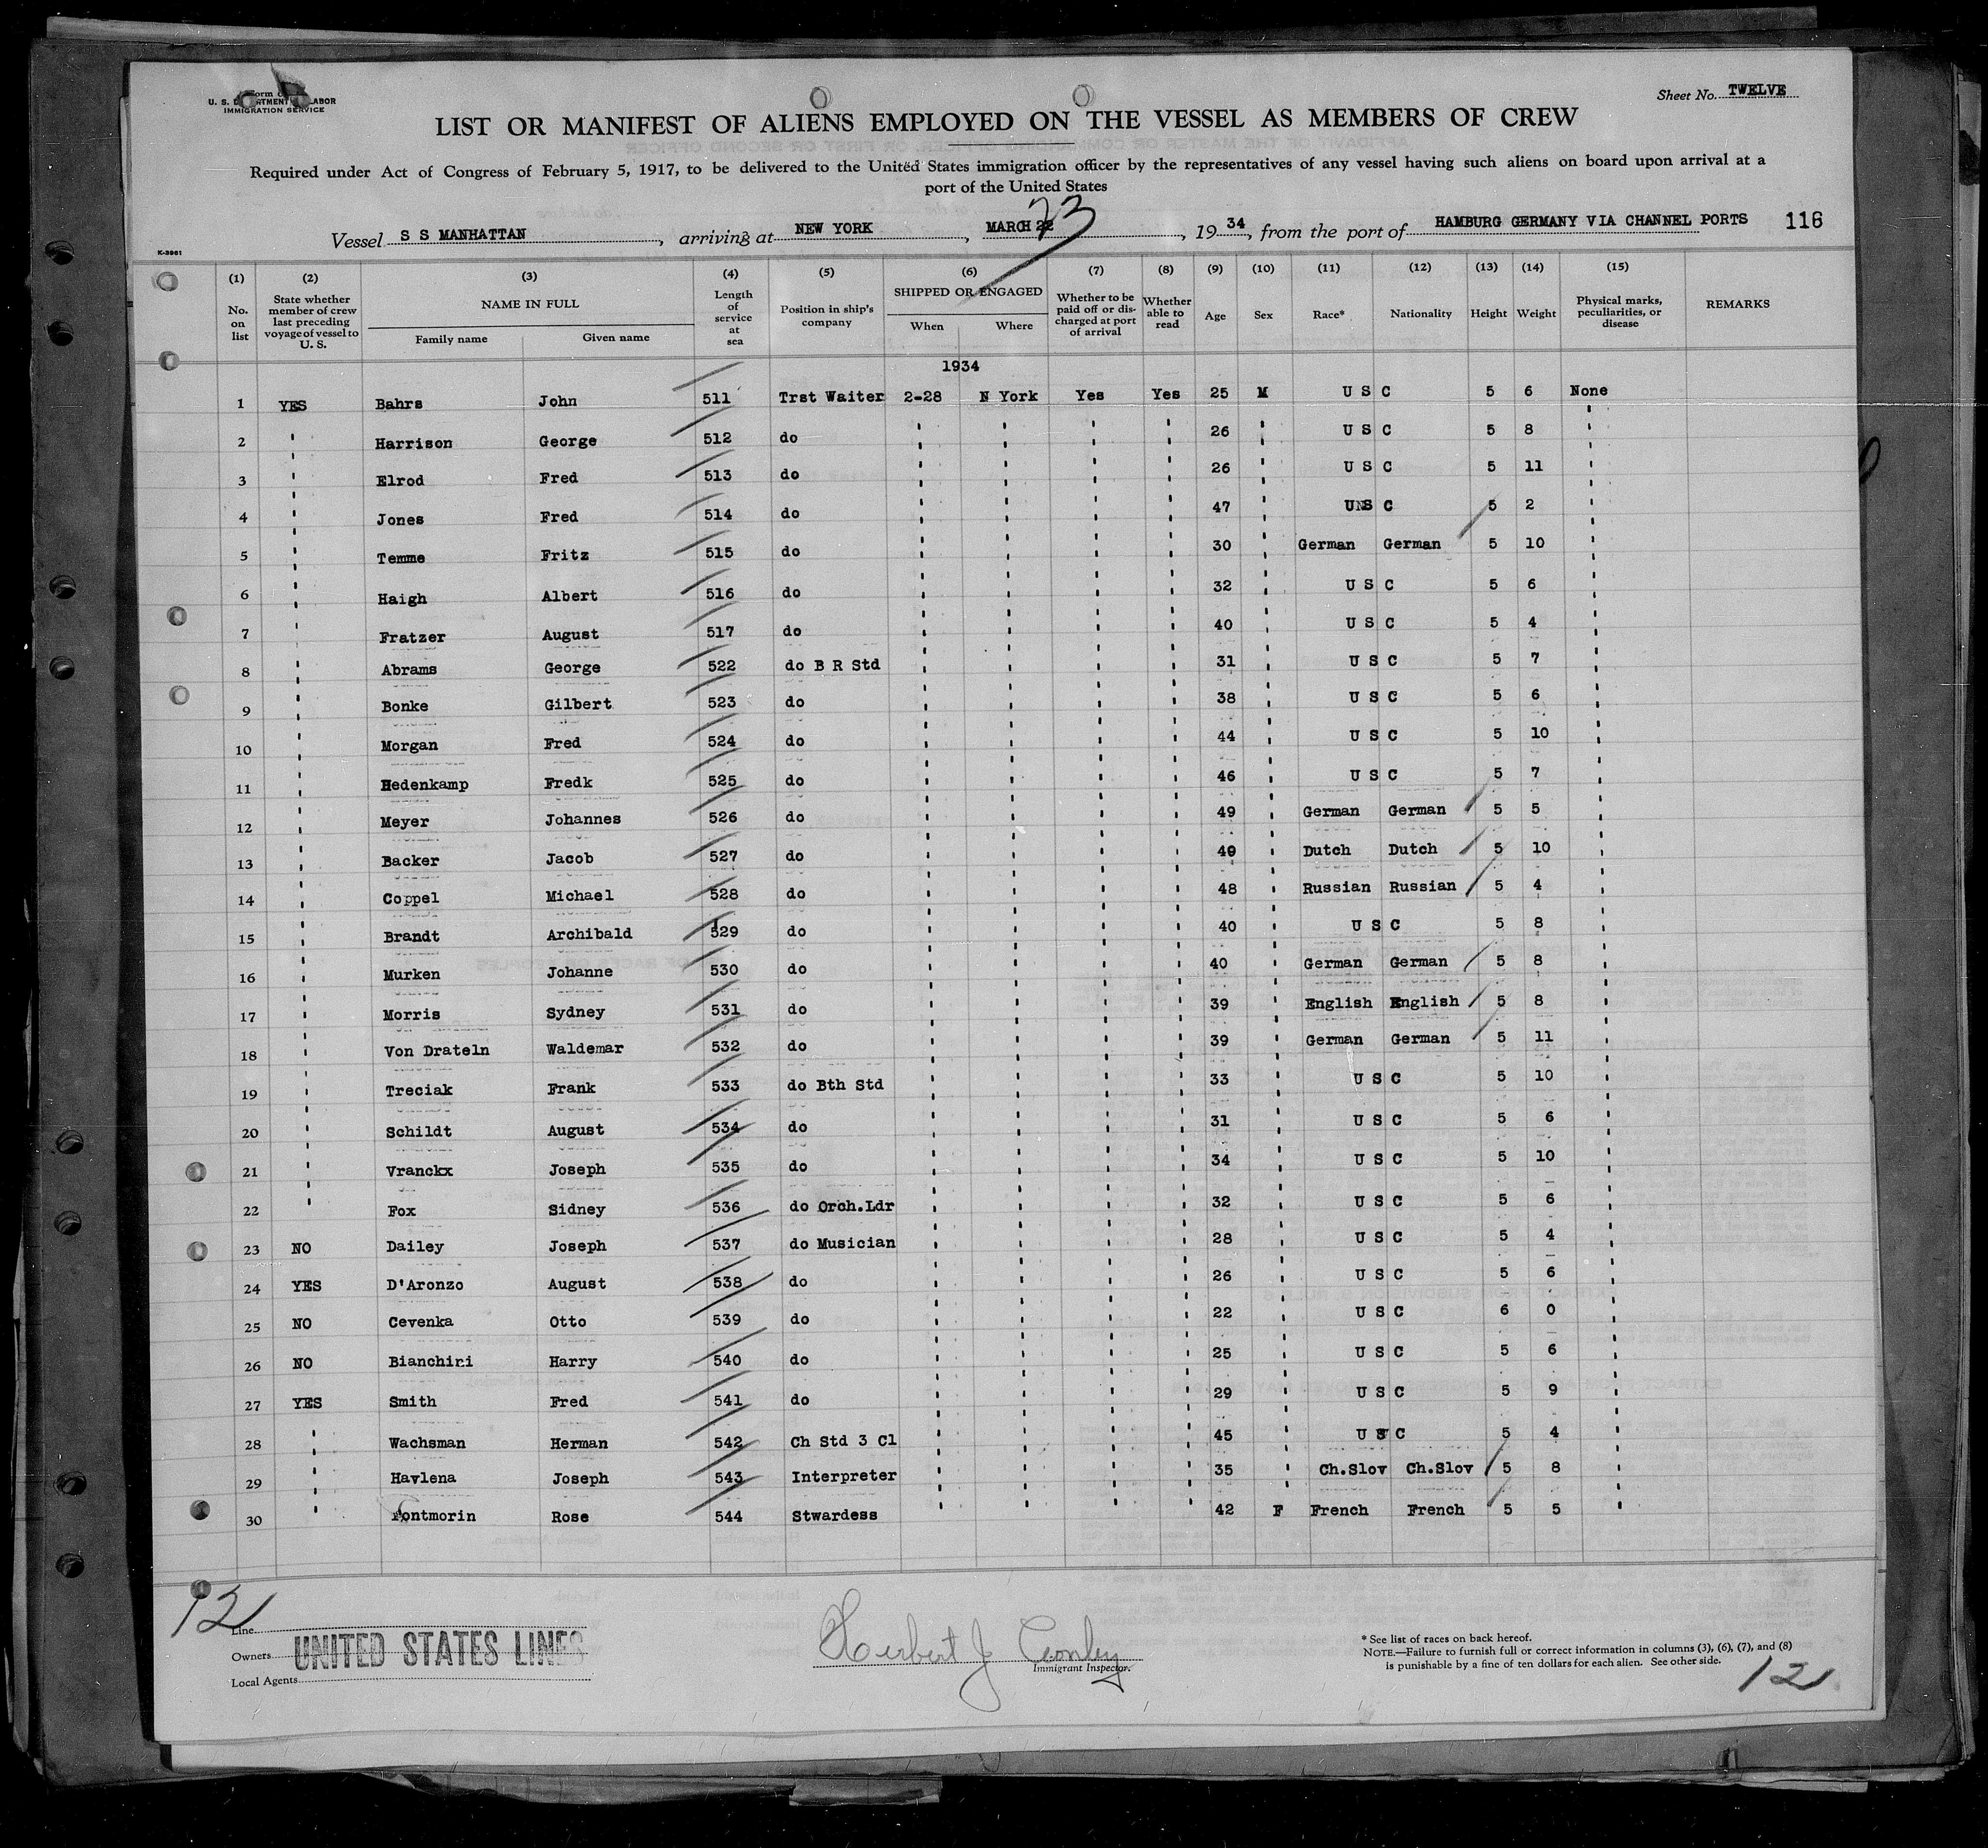 U. S. DEPARTMENT OF LABOR
IMMIGRATION SERVICE
Sheet No. TWELVE
LIST OR MANIFEST OF ALIENS EMPLOYED ON THE VESSEL AS MEMBERS OF CREW
Required under Act of Congress of February 5, 1917, to be delivered to the United States immigration officer by the representatives of any vessel having such aliens on board upon arrival at a
port of the United States
Vessel S S MANHATTAN, arriving at NEW YORK, MARCH 22 23, 1934, from the port of HAMBURG GERMANY VIA CHANNEL PORTS 116
K-3961
(1) (2) (3) (4) (5) (6) (7) (8) (9) (10) (11) (12) (13) (14) (15)
No. on list State whether member of crew last preceding voyage of vessel to U. S. NAME IN FULL Family name Given name Length of service at sea Position in ship's company SHIPPED OR ENGAGED When Where Whether to be paid off or discharged at port of arrival Whether able to read Age Sex Race* Nationality Height Weight Physical marks, peculiarities, or disease REMARKS
1934
1 YES Bahrs John 511 Trst Waiter 2-28 N York Yes Yes 25 M U S C 5 6 None
2 " Harrison George 512 do " " " " 26 " U S C 5 8 "
3 " Elrod Fred 513 do " " " " 26 " U S C 5 11 "
4 " Jones Fred 514 do " " " " 47 " U S C 5 2 "
5 " Temme Fritz 515 do " " " " 30 " German German 5 10 "
6 " Haigh Albert 516 do " " " " 32 " U S C 5 6 "
7 " Fratzer August 517 do " " " " 40 " U S C 5 4 "
8 " Abrams George 522 do B R Std " " " " 31 " U S C 5 7 "
9 " Bonke Gilbert 523 do " " " " 38 " U S C 5 6 "
10 " Morgan Fred 524 do " " " " 44 " U S C 5 10 "
11 " Hedenkamp Fredk 525 do " " " " 46 " U S C 5 7 "
12 " Meyer Johannes 526 do " " " " 49 " German German 5 5 "
13 " Backer Jacob 527 do " " " " 49 " Dutch Dutch 5 10 "
14 " Coppel Michael 528 do " " " " 48 " Russian Russian 5 4 "
15 " Brandt Archibald 529 do " " " " 40 " U S C 5 8 "
16 " Murken Johanne 530 do " " " " 40 " German German 5 8 "
17 " Morris Sydney 531 do " " " " 39 " English English 5 8 "
18 " Von Drateln Waldemar 532 do " " " " 39 " German German 5 11 "
19 " Treciak Frank 533 do Bth Std " " " " 33 " U S C 5 10 "
20 " Schildt August 534 do " " " " 31 " U S C 5 6 "
21 " Vranckx Joseph 535 do " " " " 34 " U S C 5 10 "
22 " Fox Sidney 536 do Orch.Ldr " " " " 32 " U S C 5 6 "
23 NO Dailey Joseph 537 do Musician " " " " 28 " U S C 5 4 "
24 YES D'Aronzo August 538 do " " " " 26 " U S C 5 6 "
25 NO Cevenka Otto 539 do " " " " 22 " U S C 6 0 "
26 NO Bianchini Harry 540 do " " " " 25 " U S C 5 6 "
27 YES Smith Fred 541 do " " " " 29 " U S C 5 9 "
28 " Wachsman Herman 542 Ch Std 3 Cl " " " " 45 " U S C 5 4 "
29 " Havlena Joseph 543 Interpreter " " " " 35 " Ch.Slov Ch.Slov 5 8 "
30 " Fontmorin Rose 544 Stwardess " " " " 42 F French French 5 5 "
12
Line
Owners UNITED STATES LINES
Local Agents
Herbert J Conley
Immigrant Inspector.
* See list of races on back hereof.
NOTE.—Failure to furnish full or correct information in columns (3), (6), (7), and (8)
is punishable by a fine of ten dollars for each alien. See other side.
12